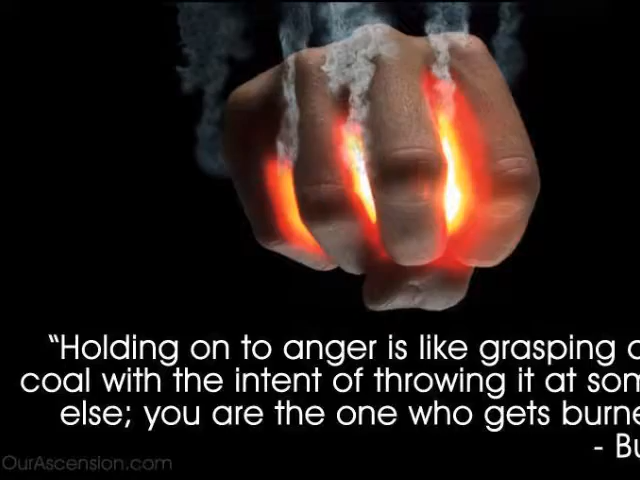 “Holding on to anger is like grasping
coal with the intent of throwing it at
else; you are the one who gets
-
OurAscension.com